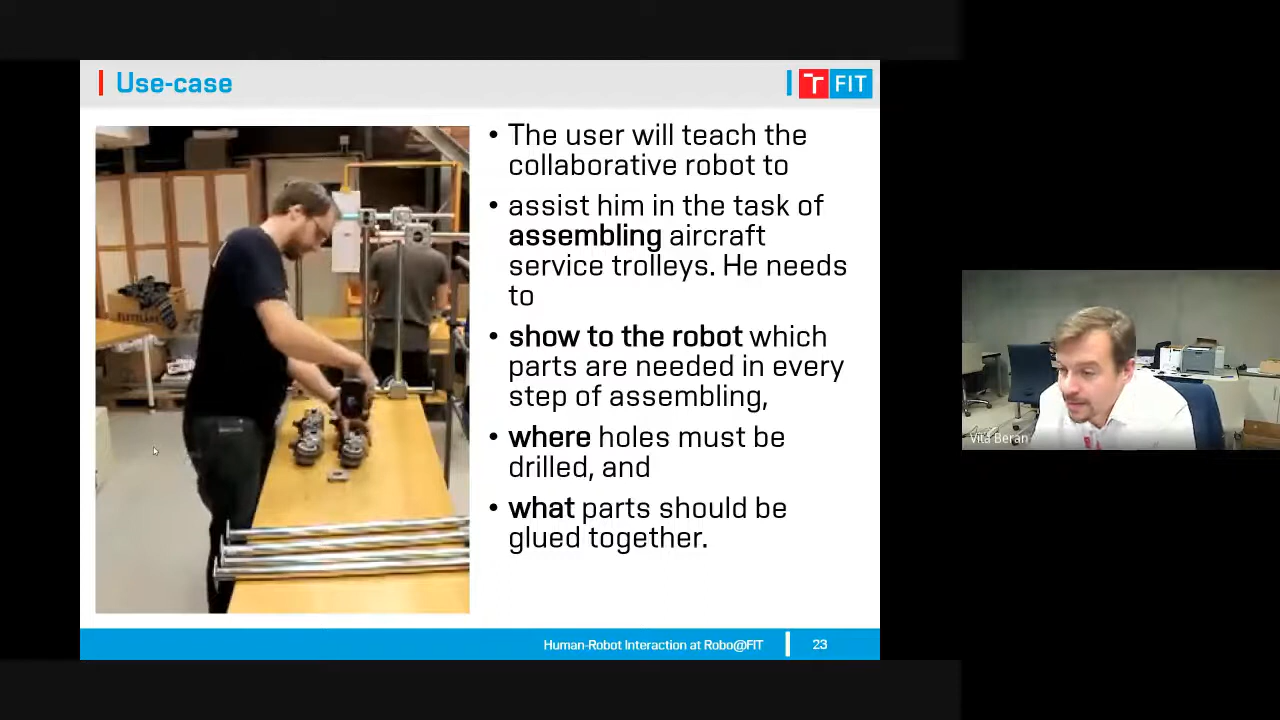 Use-case
T FIT
• The user will teach the
collaborative robot to
• assist him in the task of
assembling aircraft
service trolleys. He needs
to
• show to the robot which
parts are needed in every
step of assembling,
• where holes must be
drilled, and
• what parts should be
glued together.
Human-Robot Interaction at Robo@FIT
23
Vita Beran